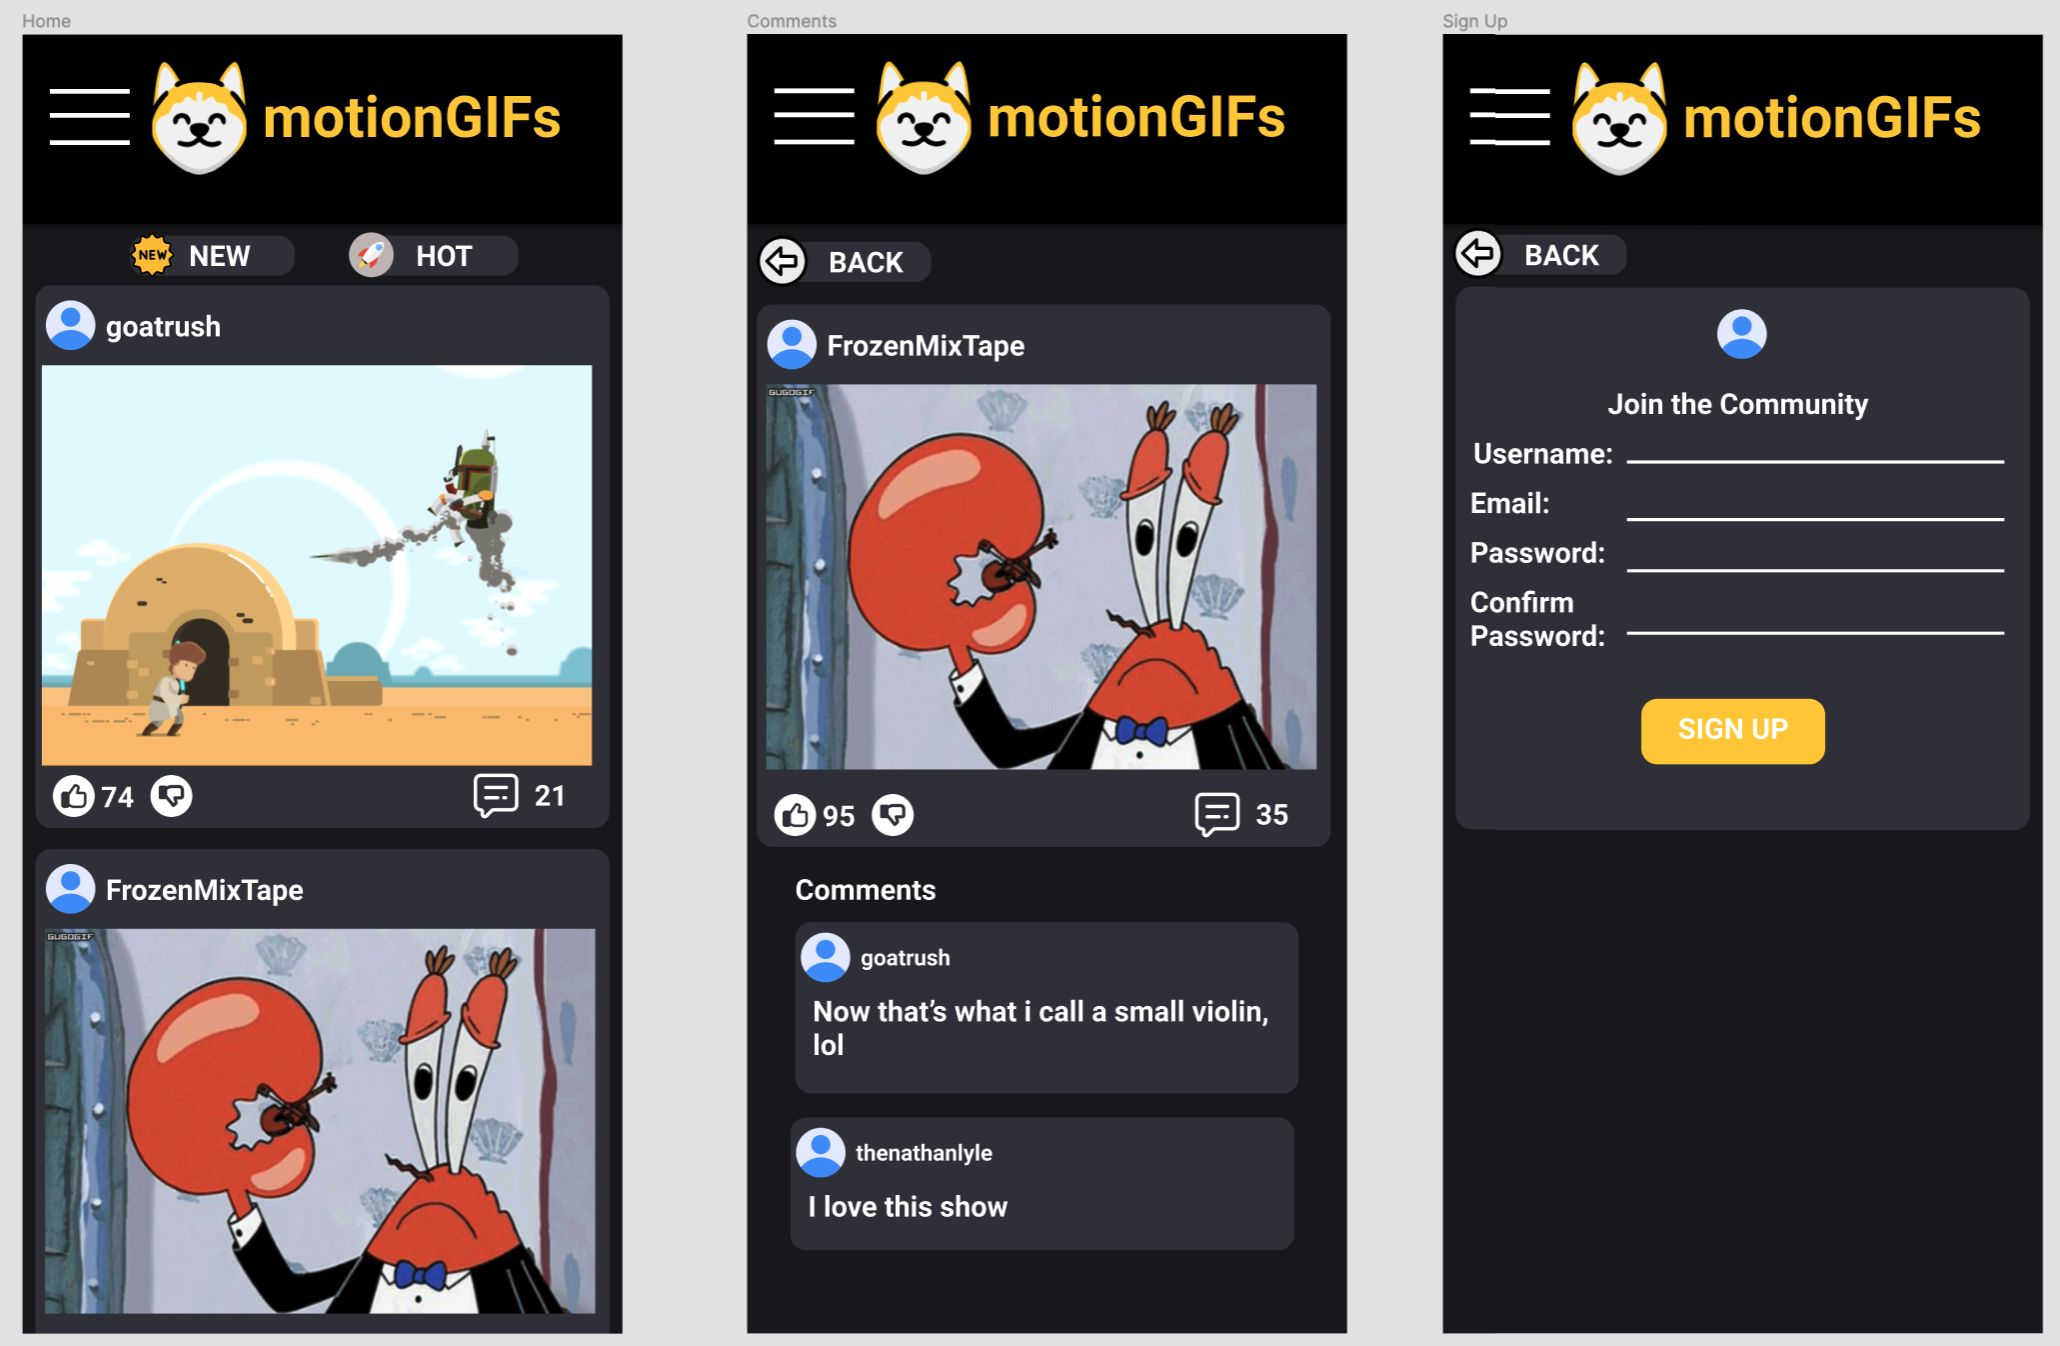 Home
motionGIFs
NEW NEW
HOT
goatrush
74
21
FrozenMixTape
GUGOGIF
Comments
motionGIFs
BACK
FrozenMixTape
GUGOGIF
95
35
Comments
goatrush
Now that’s what i call a small violin,
lol
thenathanlyle
I love this show
Sign Up
motionGIFs
BACK
Join the Community
Username:
Email:
Password:
Confirm
Password:
SIGN UP